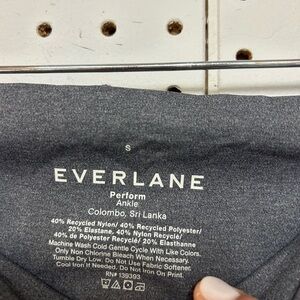 S
EVERLANE
Perform
Ankle
Colombo, Sri Lanka
40% Recycled Nylon/ 40% Recycled Polyester/
20% Elastane, 40% Nylon Recyclé/
40% de Polyester Recyclé/ 20% Elasthanne
Machine Wash Cold Gentle Cycle With Like Colors.
Only Non Chlorine Bleach When Necessary.
Tumble Dry Low. Do Not Use Fabric Softener.
Cool Iron If Needed. Do Not Iron On Print.
RN# 139393